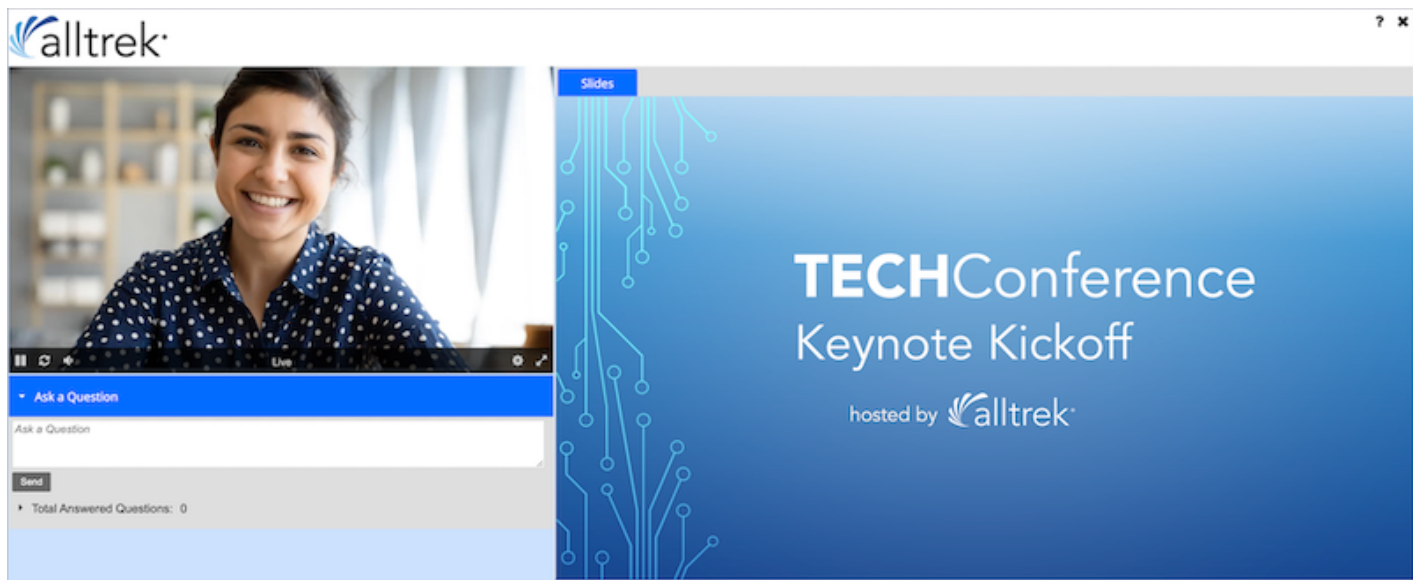 alltrek
? ×
Slides
Live
Ask a Question
Ask a Question
Send
Total Answered Questions: 0
TECHConference
Keynote Kickoff
hosted by alltrek